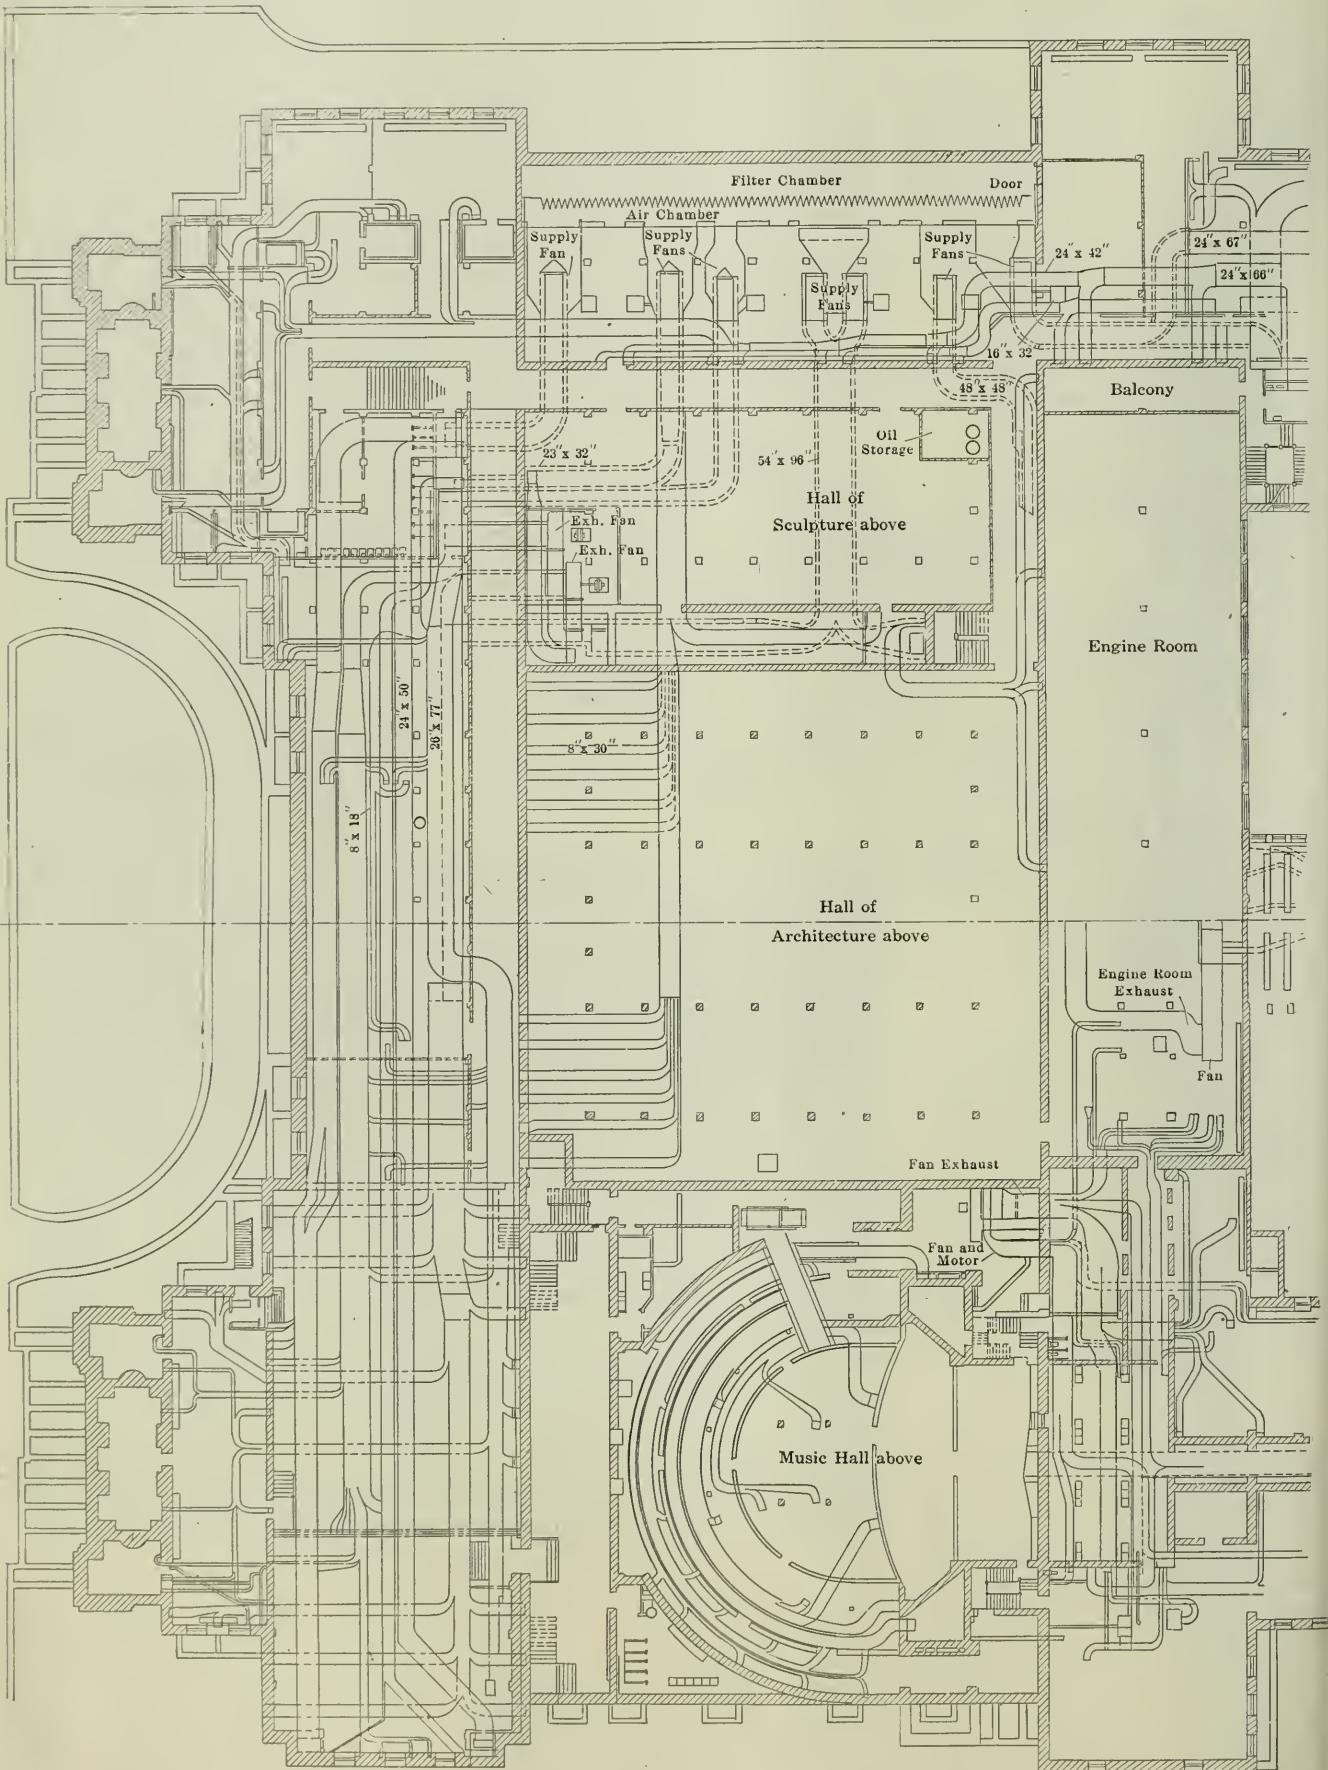 Filter Chamber
Door
Air Chamber
Supply
Fan
Supply
Fans
Supply
Fans
Supply
Fans
24" x 42"
24" x 67"
24" x 66"
16" x 32"
48" x 48"
Balcony
Oil
Storage
23" x 32"
54" x 96"
Hall of
Sculpture above
Exh. Fan
Exh. Fan
Engine Room
24" x 50"
26" x 77"
8" x 30"
8" x 18"
Hall of
Architecture above
Engine Room
Exhaust
Fan
Fan Exhaust
Fan and
Motor
Music Hall above